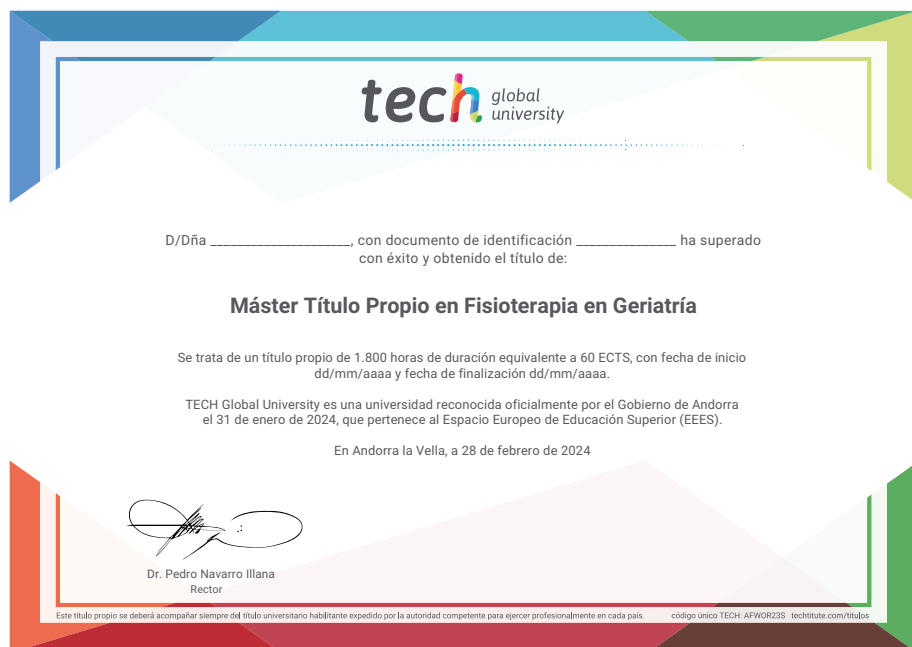 tech global university
D/Dña _____________________, con documento de identificación _______________ ha superado
con éxito y obtenido el título de:
Máster Título Propio en Fisioterapia en Geriatría
Se trata de un título propio de 1.800 horas de duración equivalente a 60 ECTS, con fecha de inicio
dd/mm/aaaa y fecha de finalización dd/mm/aaaa.
TECH Global University es una universidad reconocida oficialmente por el Gobierno de Andorra
el 31 de enero de 2024, que pertenece al Espacio Europeo de Educación Superior (EEES).
En Andorra la Vella, a 28 de febrero de 2024
Dr. Pedro Navarro Illana
Rector
Este título propio se deberá acompañar siempre del título universitario habilitante expedido por la autoridad competente para ejercer profesionalmente en cada país. código único TECH: AFWOR23S techtitute.com/titulos